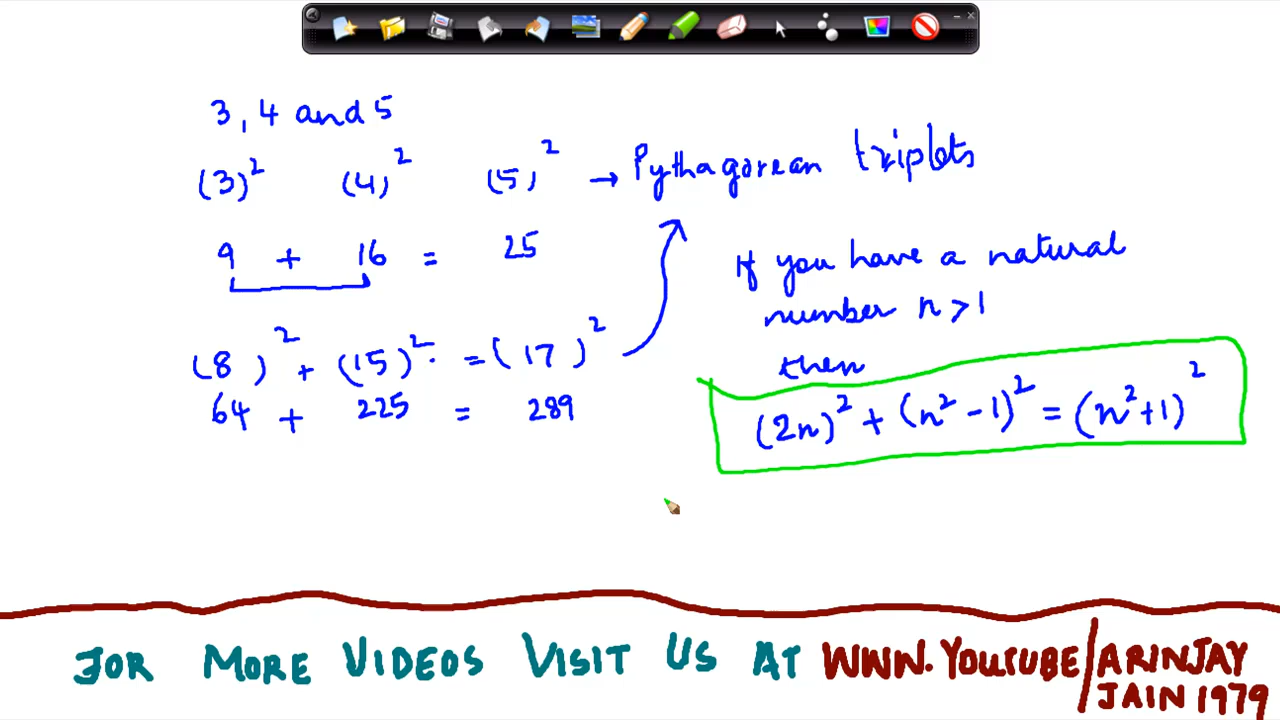 3, 4 and 5
(3)² (4)² (5)² → Pythagorean triplets
9 + 16 = 25
(8)² + (15)² = (17)²
64 + 225 = 289
If you have a natural
number n > 1
then
(2n)² + (n² - 1)² = (n² + 1)²
FOR MORE VIDEOS VISIT US AT WWW.YOUTUBE/ARINJAY
JAIN 1979